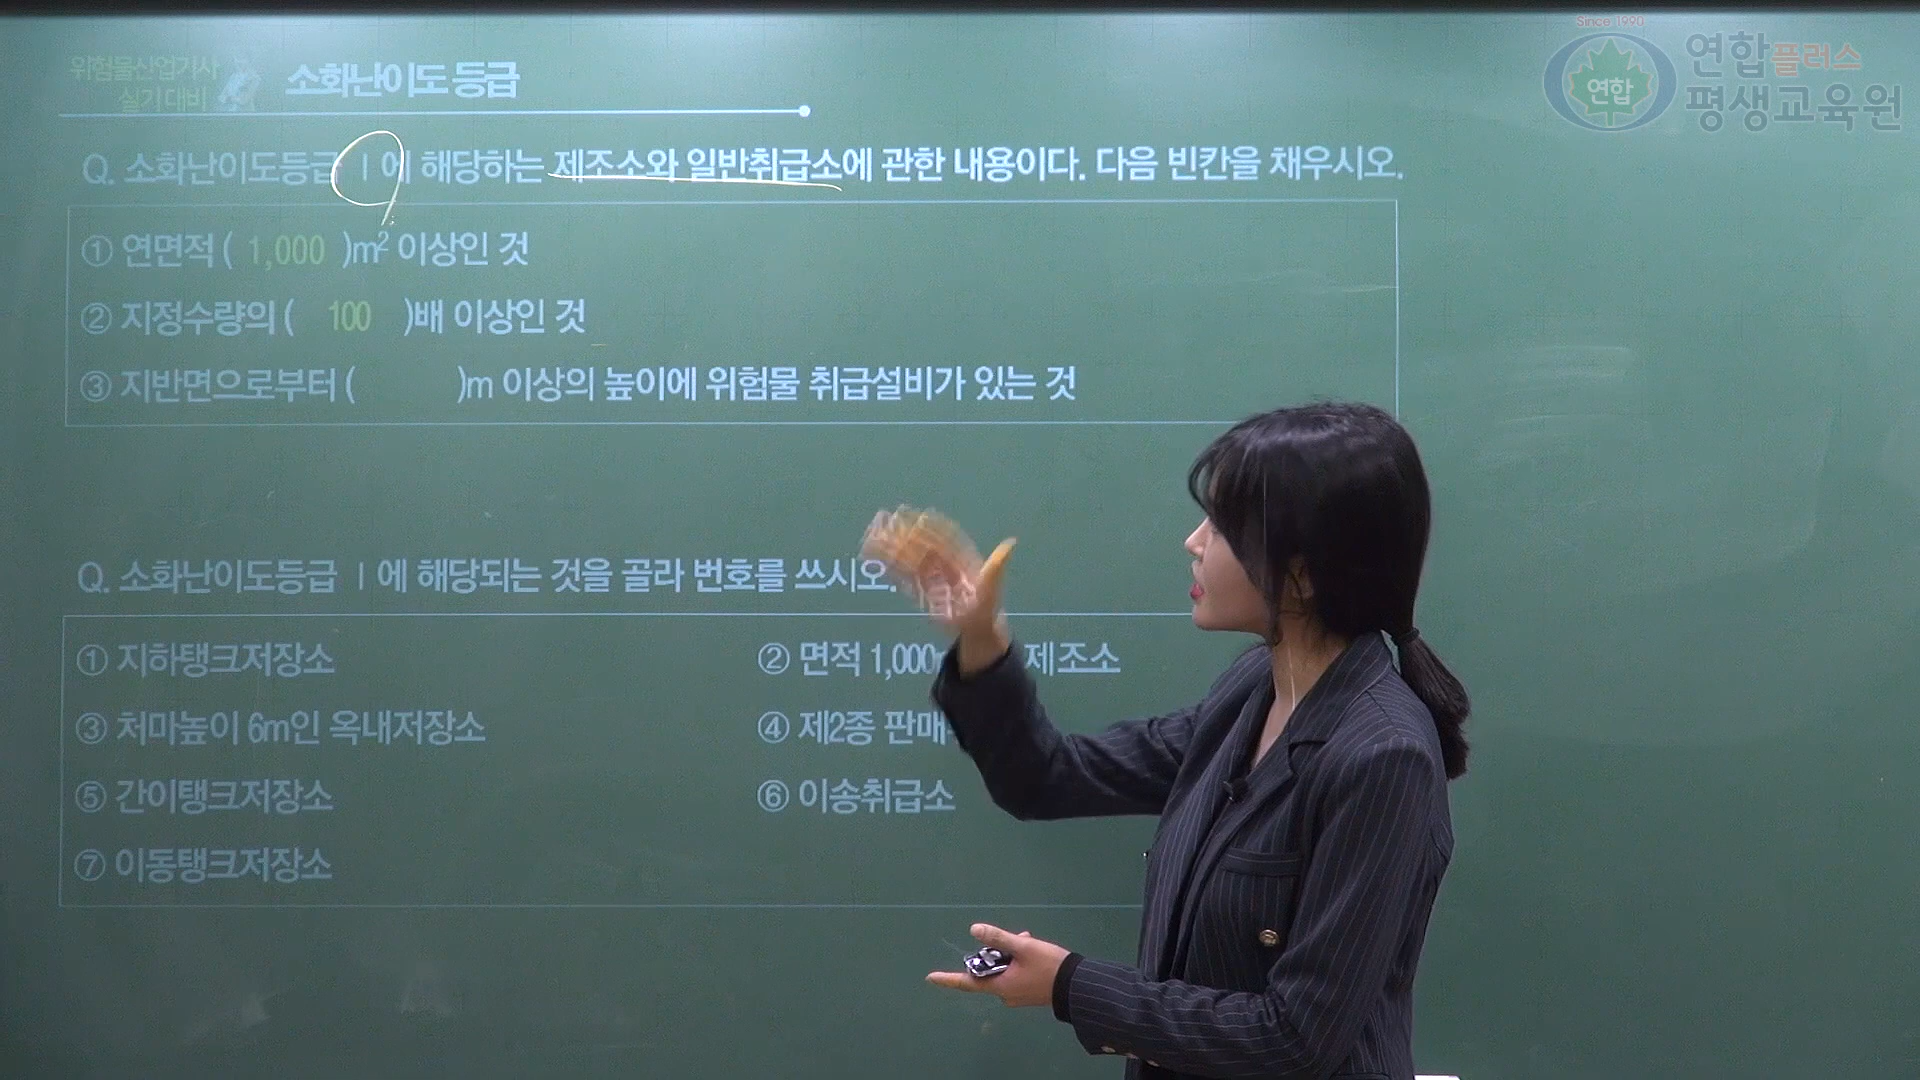 Since 1990
연합
연합플러스
평생교육원
위험물산업기사
실기대비
소화난이도 등급
Q. 소화난이도등급 Ⅰ에 해당하는 제조소와 일반취급소에 관한 내용이다. 다음 빈칸을 채우시오.
① 연면적 ( 1,000 )m² 이상인 것
② 지정수량의 ( 100 )배 이상인 것
③ 지반면으로부터 ( )m 이상의 높이에 위험물 취급설비가 있는 것
Q. 소화난이도등급 Ⅰ에 해당되는 것을 골라 번호를 쓰시오.
① 지하탱크저장소
② 면적 1,000 제조소
③ 처마높이 6m인 옥내저장소
④ 제2종 판매
⑤ 간이탱크저장소
⑥ 이송취급소
⑦ 이동탱크저장소